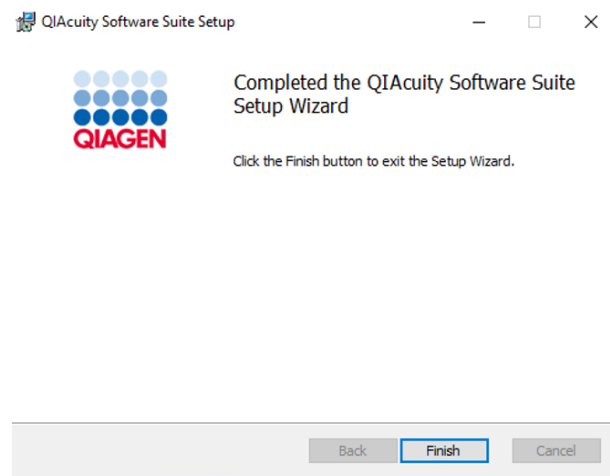 QIAcuity Software Suite Setup
QIAGEN
Completed the QIAcuity Software Suite
Setup Wizard
Click the Finish button to exit the Setup Wizard.
Back
Finish
Cancel